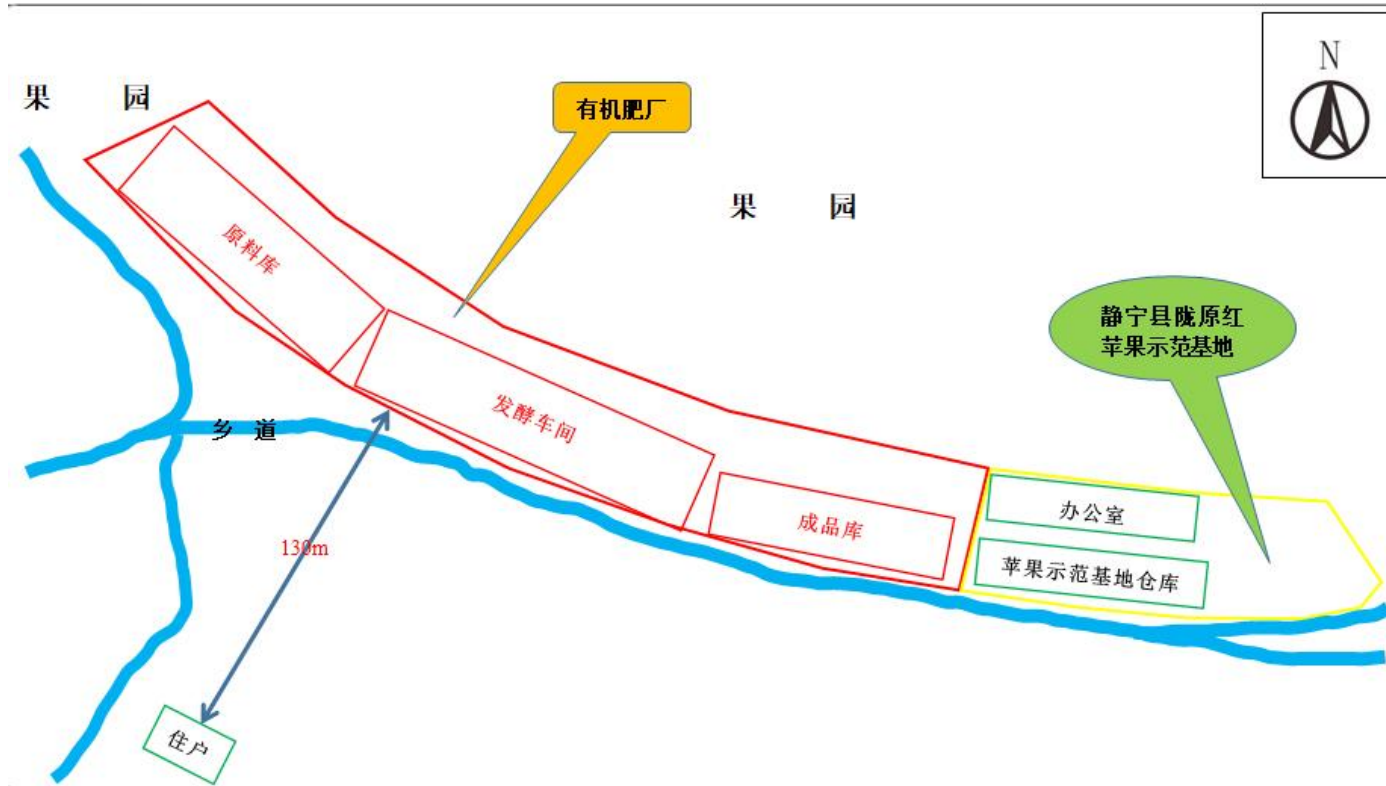 N
果 园
有机肥厂
果 园
原料库
静宁县陇原红
苹果示范基地
发酵车间
乡道
成品库
办公室
130m
苹果示范基地仓库
住户